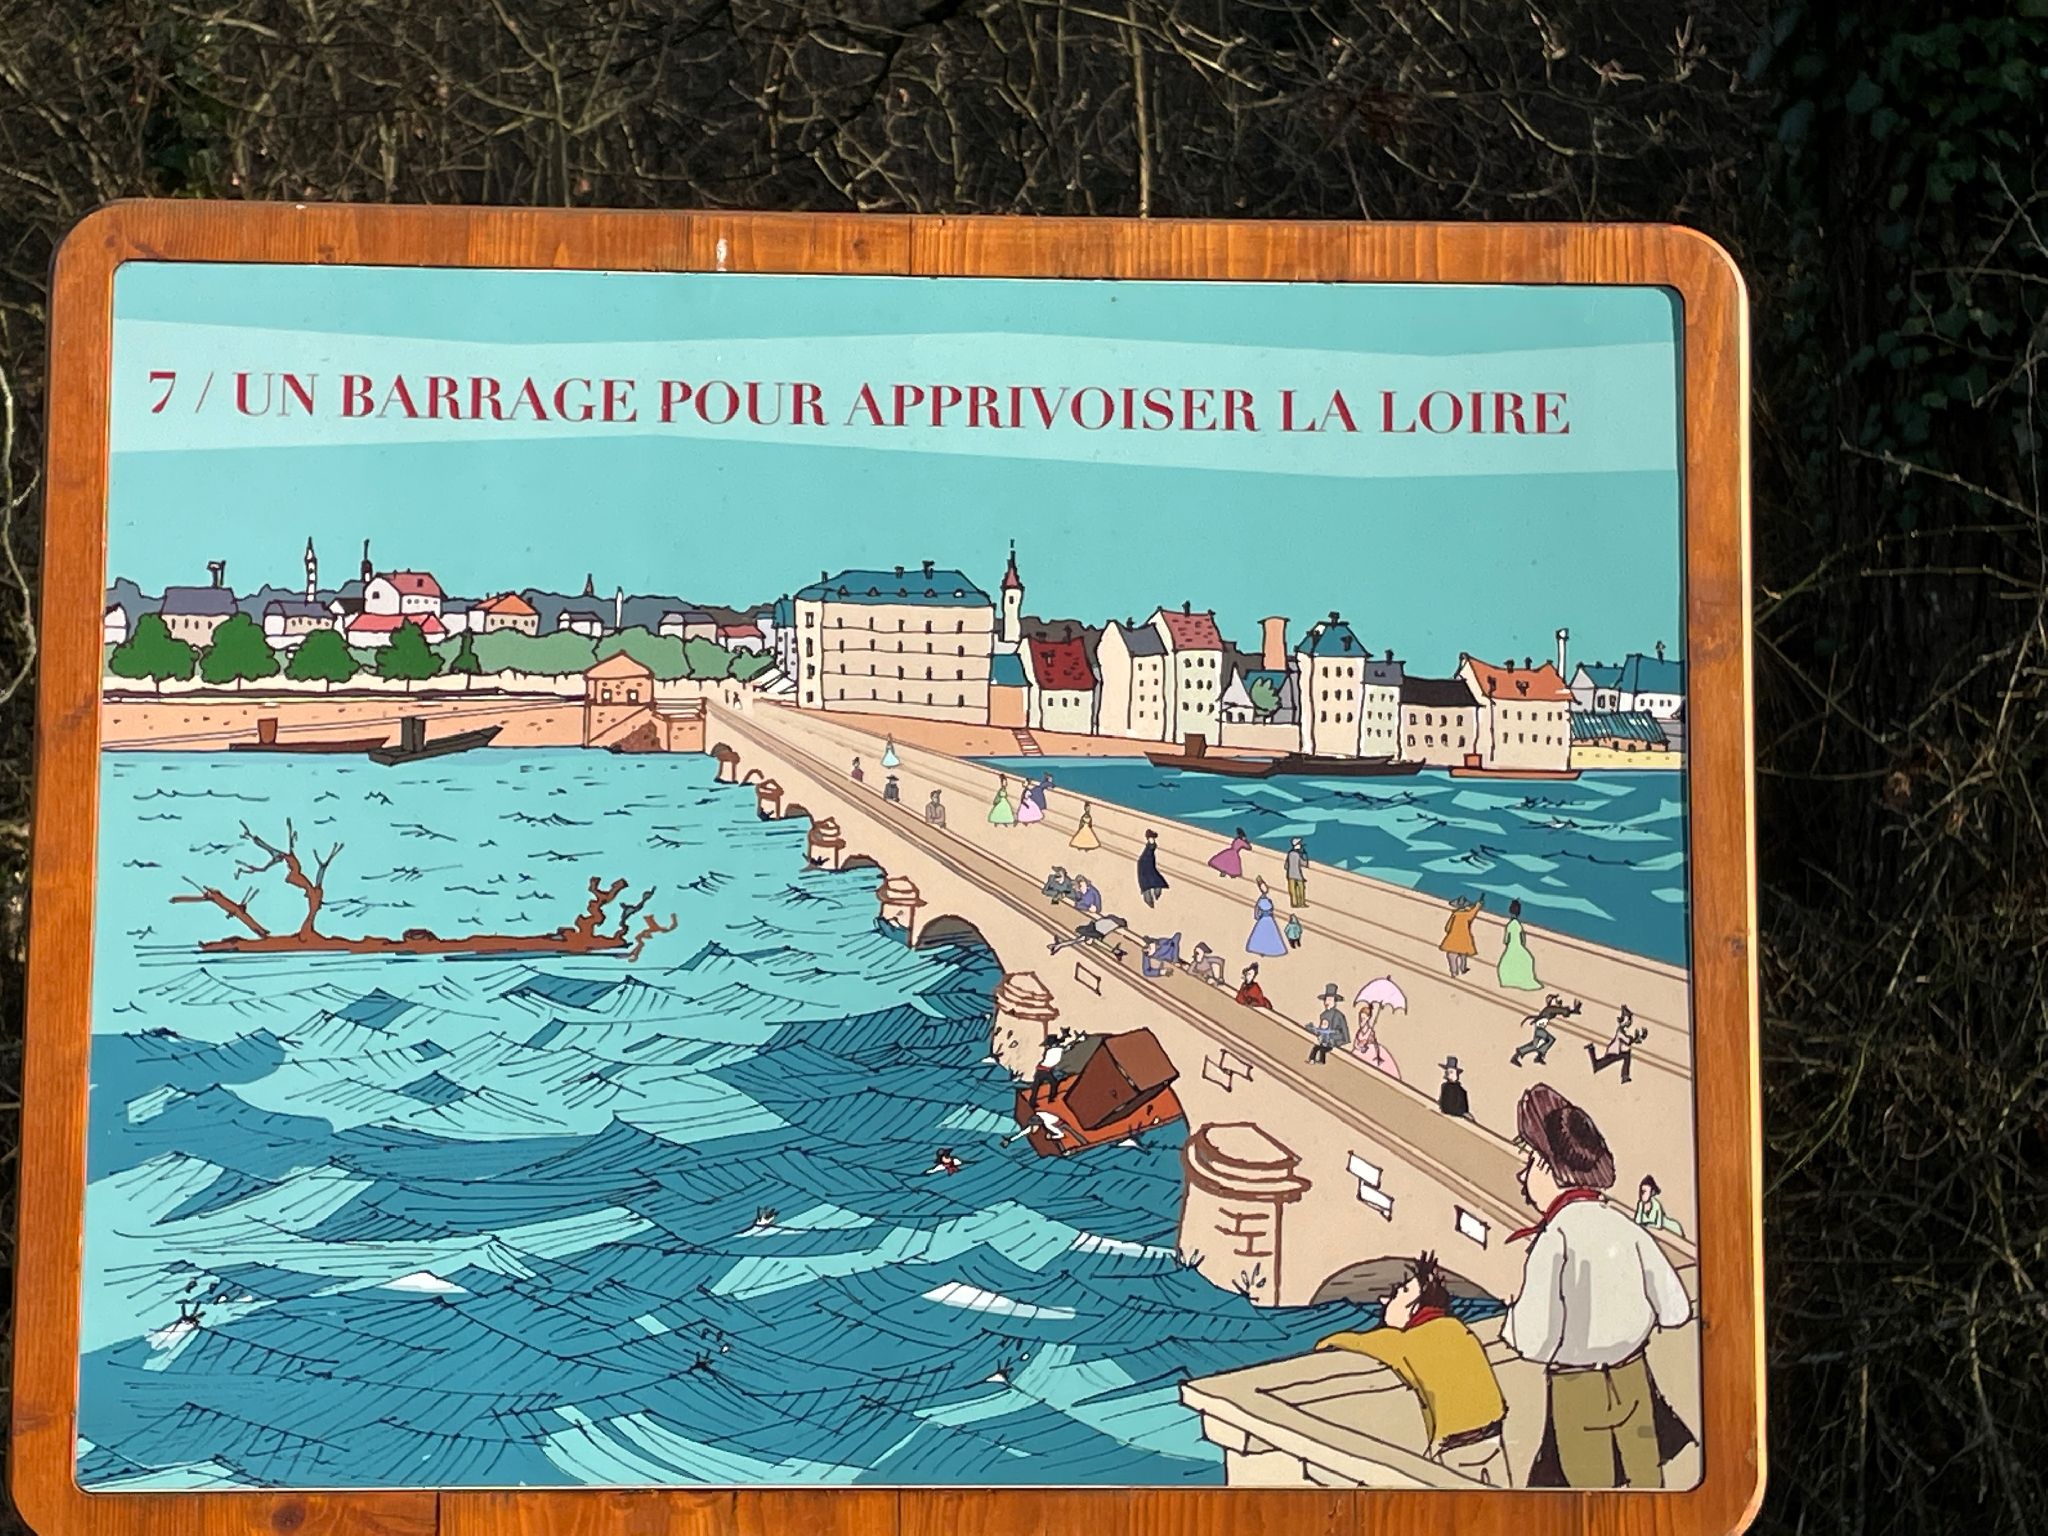 7 / UN BARRAGE POUR APPRIVOISER LA LOIRE